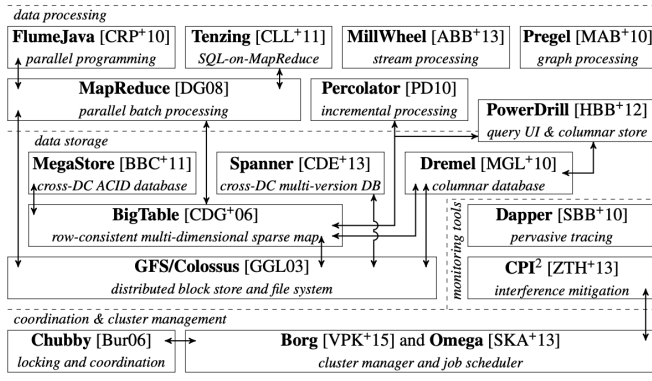 data processing
FlumeJava [CRP+10]
parallel programming
Tenzing [CLL+11]
SQL-on-MapReduce
MillWheel [ABB+13]
stream processing
Pregel [MAB+10]
graph processing
MapReduce [DG08]
parallel batch processing
Percolator [PD10]
incremental processing
PowerDrill [HBB+12]
query UI & columnar store
data storage
MegaStore [BBC+11]
cross-DC ACID database
Spanner [CDE+13]
cross-DC multi-version DB
Dremel [MGL+10]
columnar database
BigTable [CDG+06]
row-consistent multi-dimensional sparse map
monitoring tools
Dapper [SBB+10]
pervasive tracing
GFS/Colossus [GGL03]
distributed block store and file system
CPI² [ZTH+13]
interference mitigation
coordination & cluster management
Chubby [Bur06]
locking and coordination
Borg [VPK+15] and Omega [SKA+13]
cluster manager and job scheduler